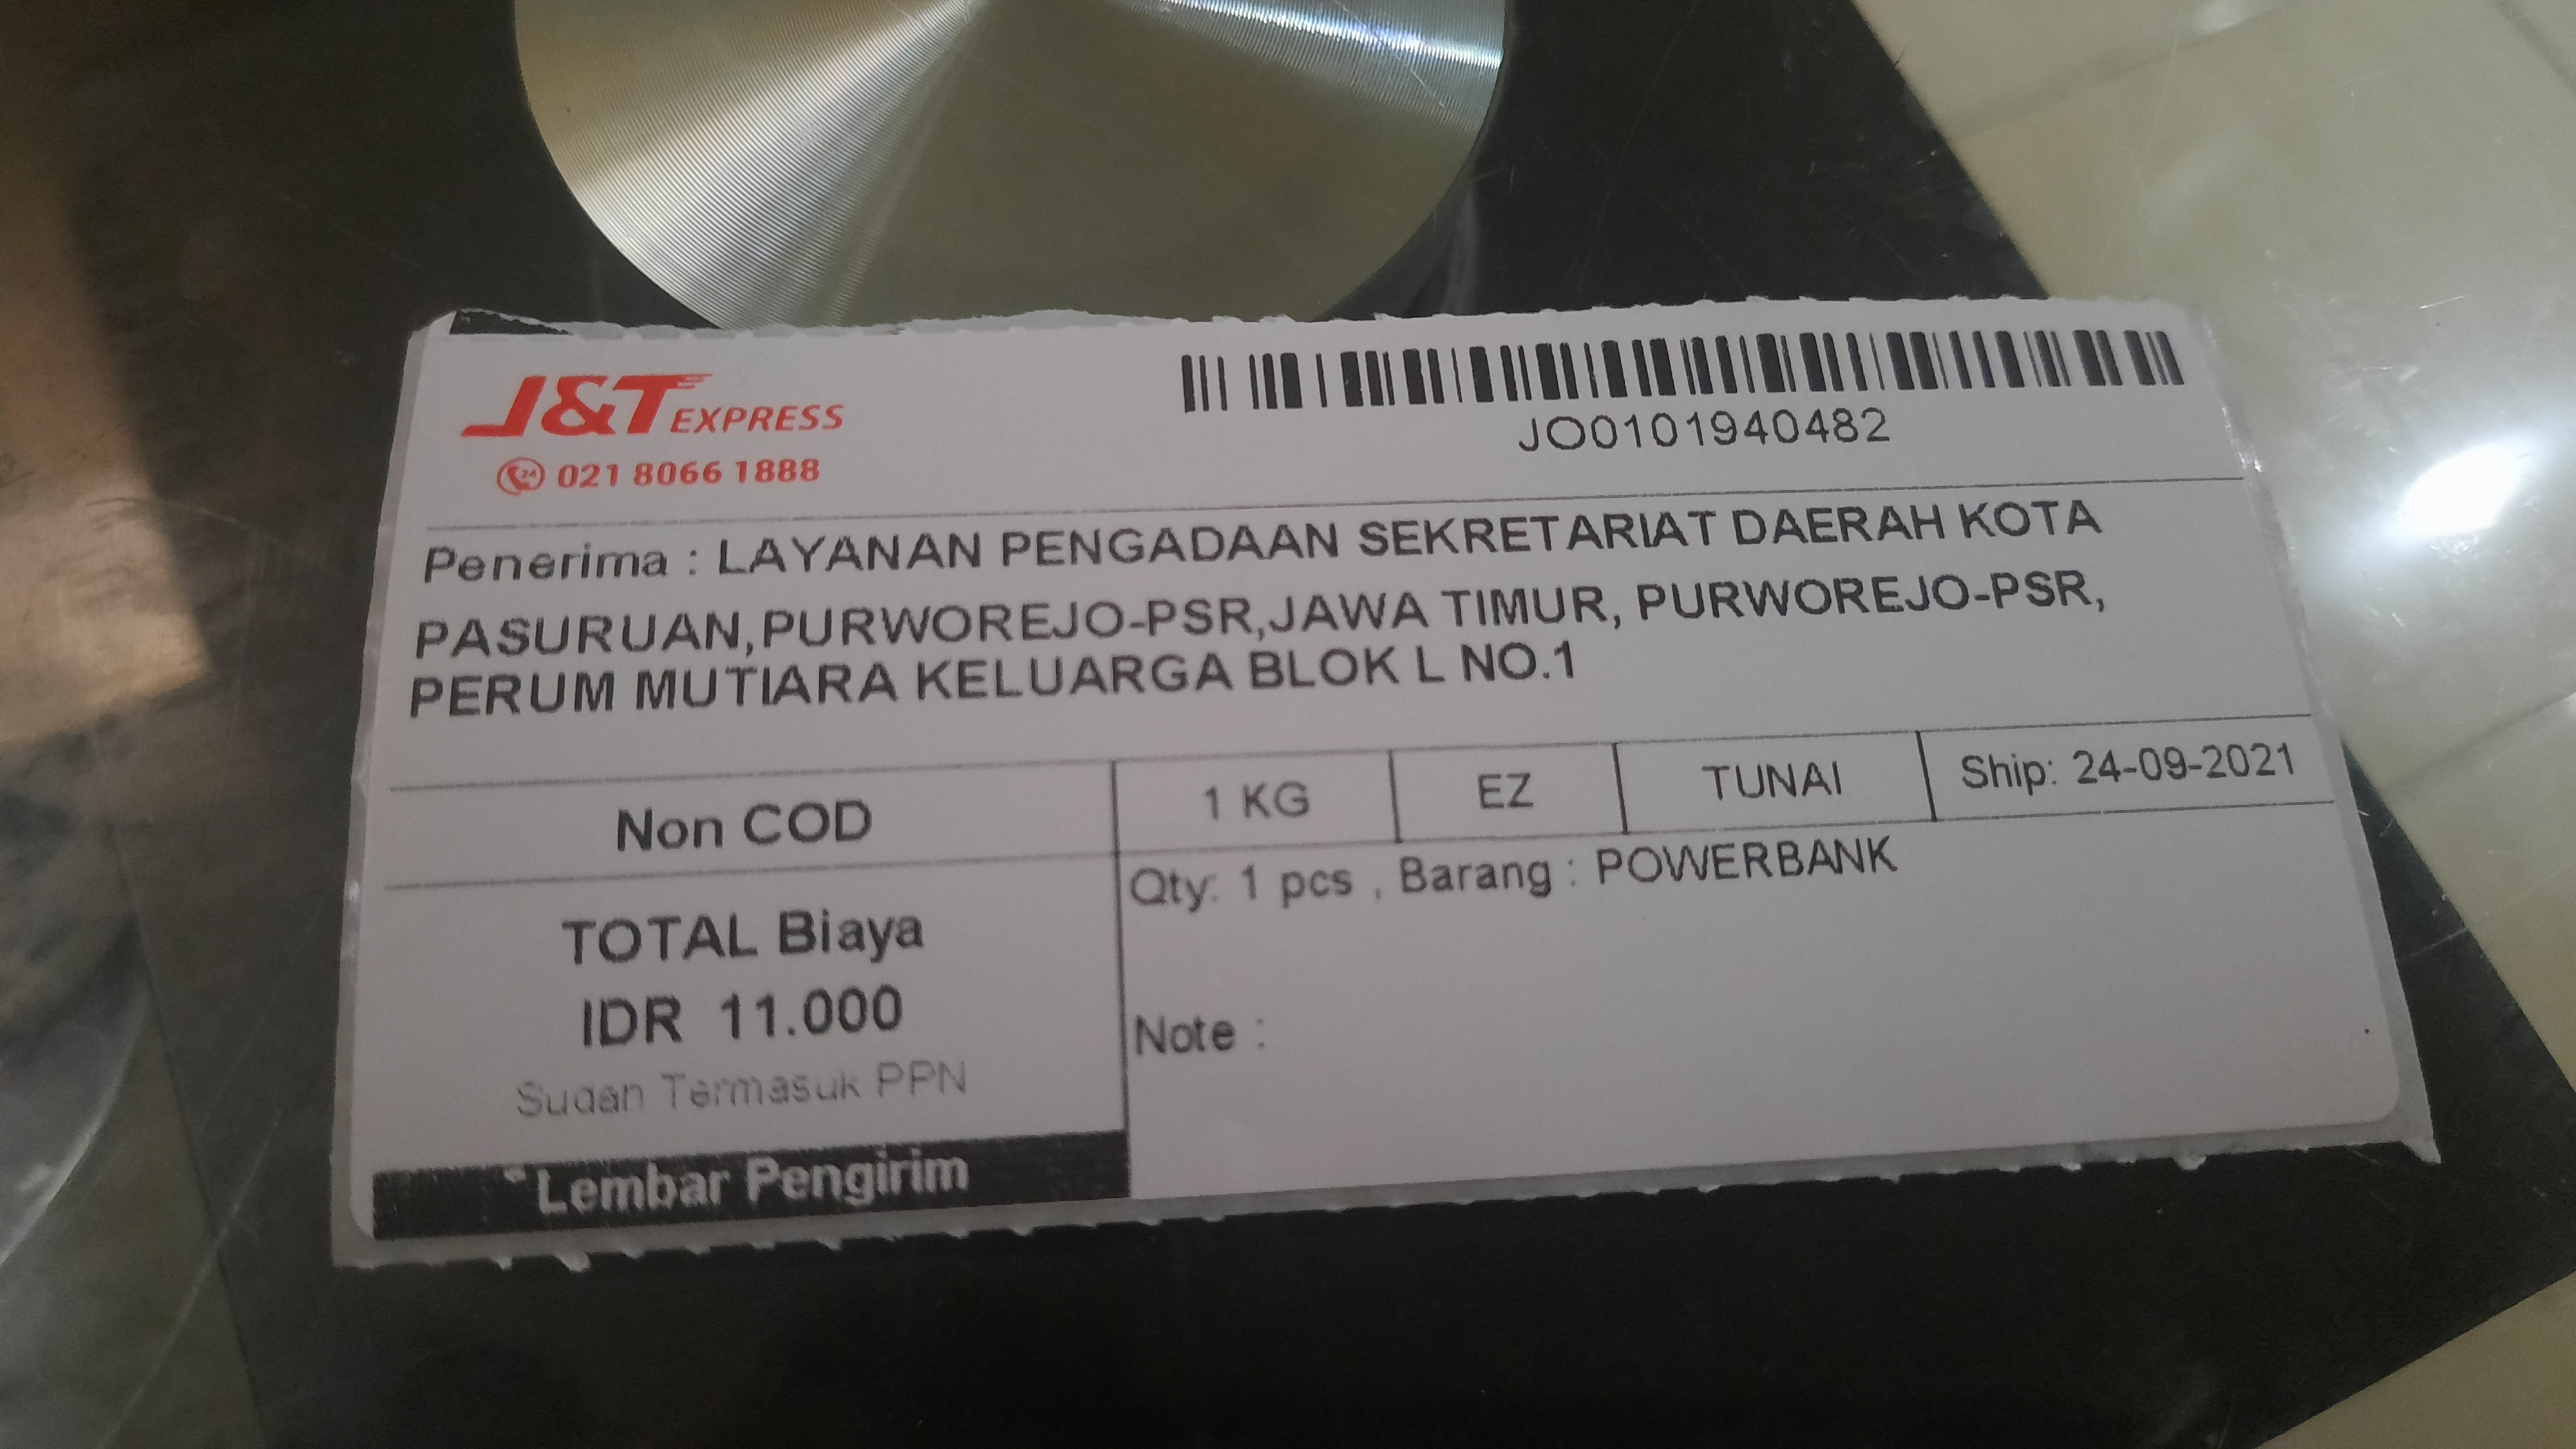 J&T EXPRESS
021 8066 1888
JO0101940482
Penerima : LAYANAN PENGADAAN SEKRETARIAT DAERAH KOTA
PASURUAN,PURWOREJO-PSR,JAWA TIMUR, PURWOREJO-PSR,
PERUM MUTIARA KELUARGA BLOK L NO.1
Non COD
1 KG
EZ
TUNAI
Ship: 24-09-2021
TOTAL Biaya
IDR 11.000
Sudah Termasuk PPN
*Lembar Pengirim
Qty: 1 pcs , Barang : POWERBANK
Note :